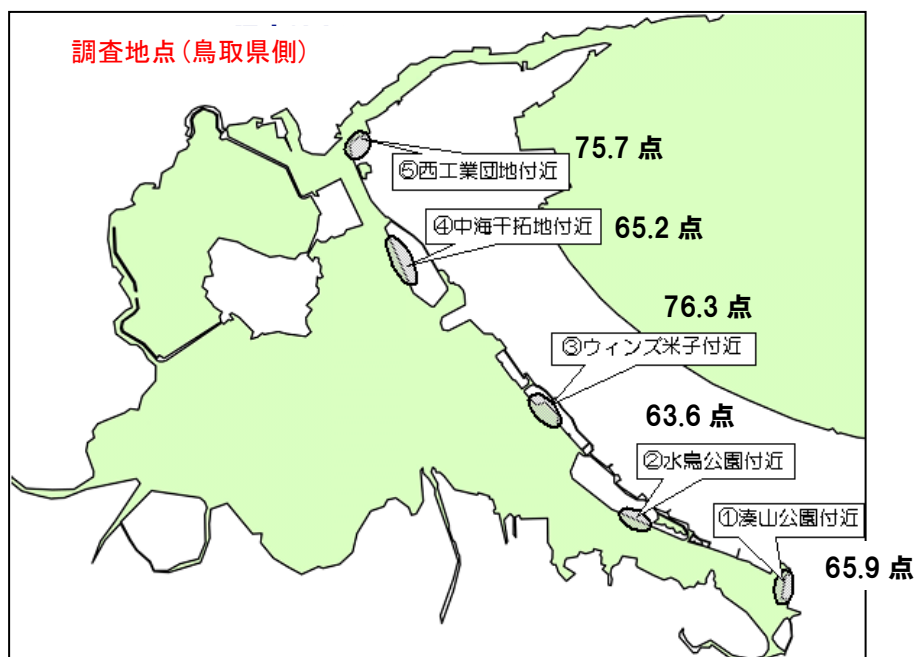 調査地点(鳥取県側)
75.7 点
⑤西工業団地付近
④中海干拓地付近
65.2 点
76.3 点
③ウィンズ米子付近
63.6 点
②水鳥公園付近
①湊山公園付近
65.9 点